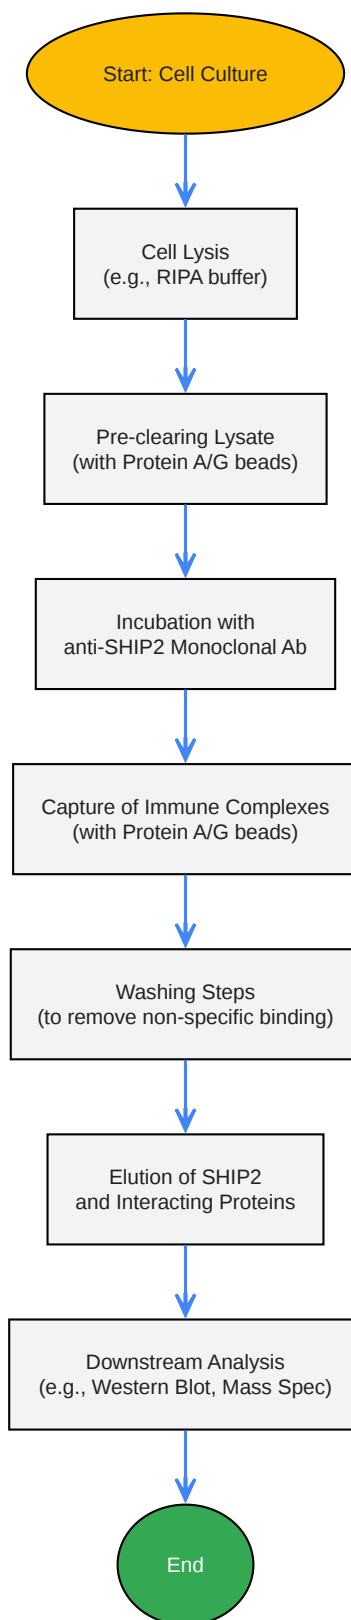 Start: Cell Culture
Cell Lysis
(e.g., RIPA buffer)
Pre-clearing Lysate
(with Protein A/G beads)
Incubation with
anti-SHIP2 Monoclonal Ab
Capture of Immune Complexes
(with Protein A/G beads)
Washing Steps
(to remove non-specific binding)
Elution of SHIP2
and Interacting Proteins
Downstream Analysis
(e.g., Western Blot, Mass Spec)
End